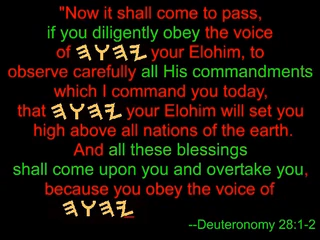 "Now it shall come to pass,
if you diligently obey the voice
of 𐤉𐤄𐤅𐤄 your Elohim, to
observe carefully all His commandments
which I command you today,
that 𐤉𐤄𐤅𐤄 your Elohim will set you
high above all nations of the earth.
And all these blessings
shall come upon you and overtake you,
because you obey the voice of
𐤉𐤄𐤅𐤄
--Deuteronomy 28:1-2